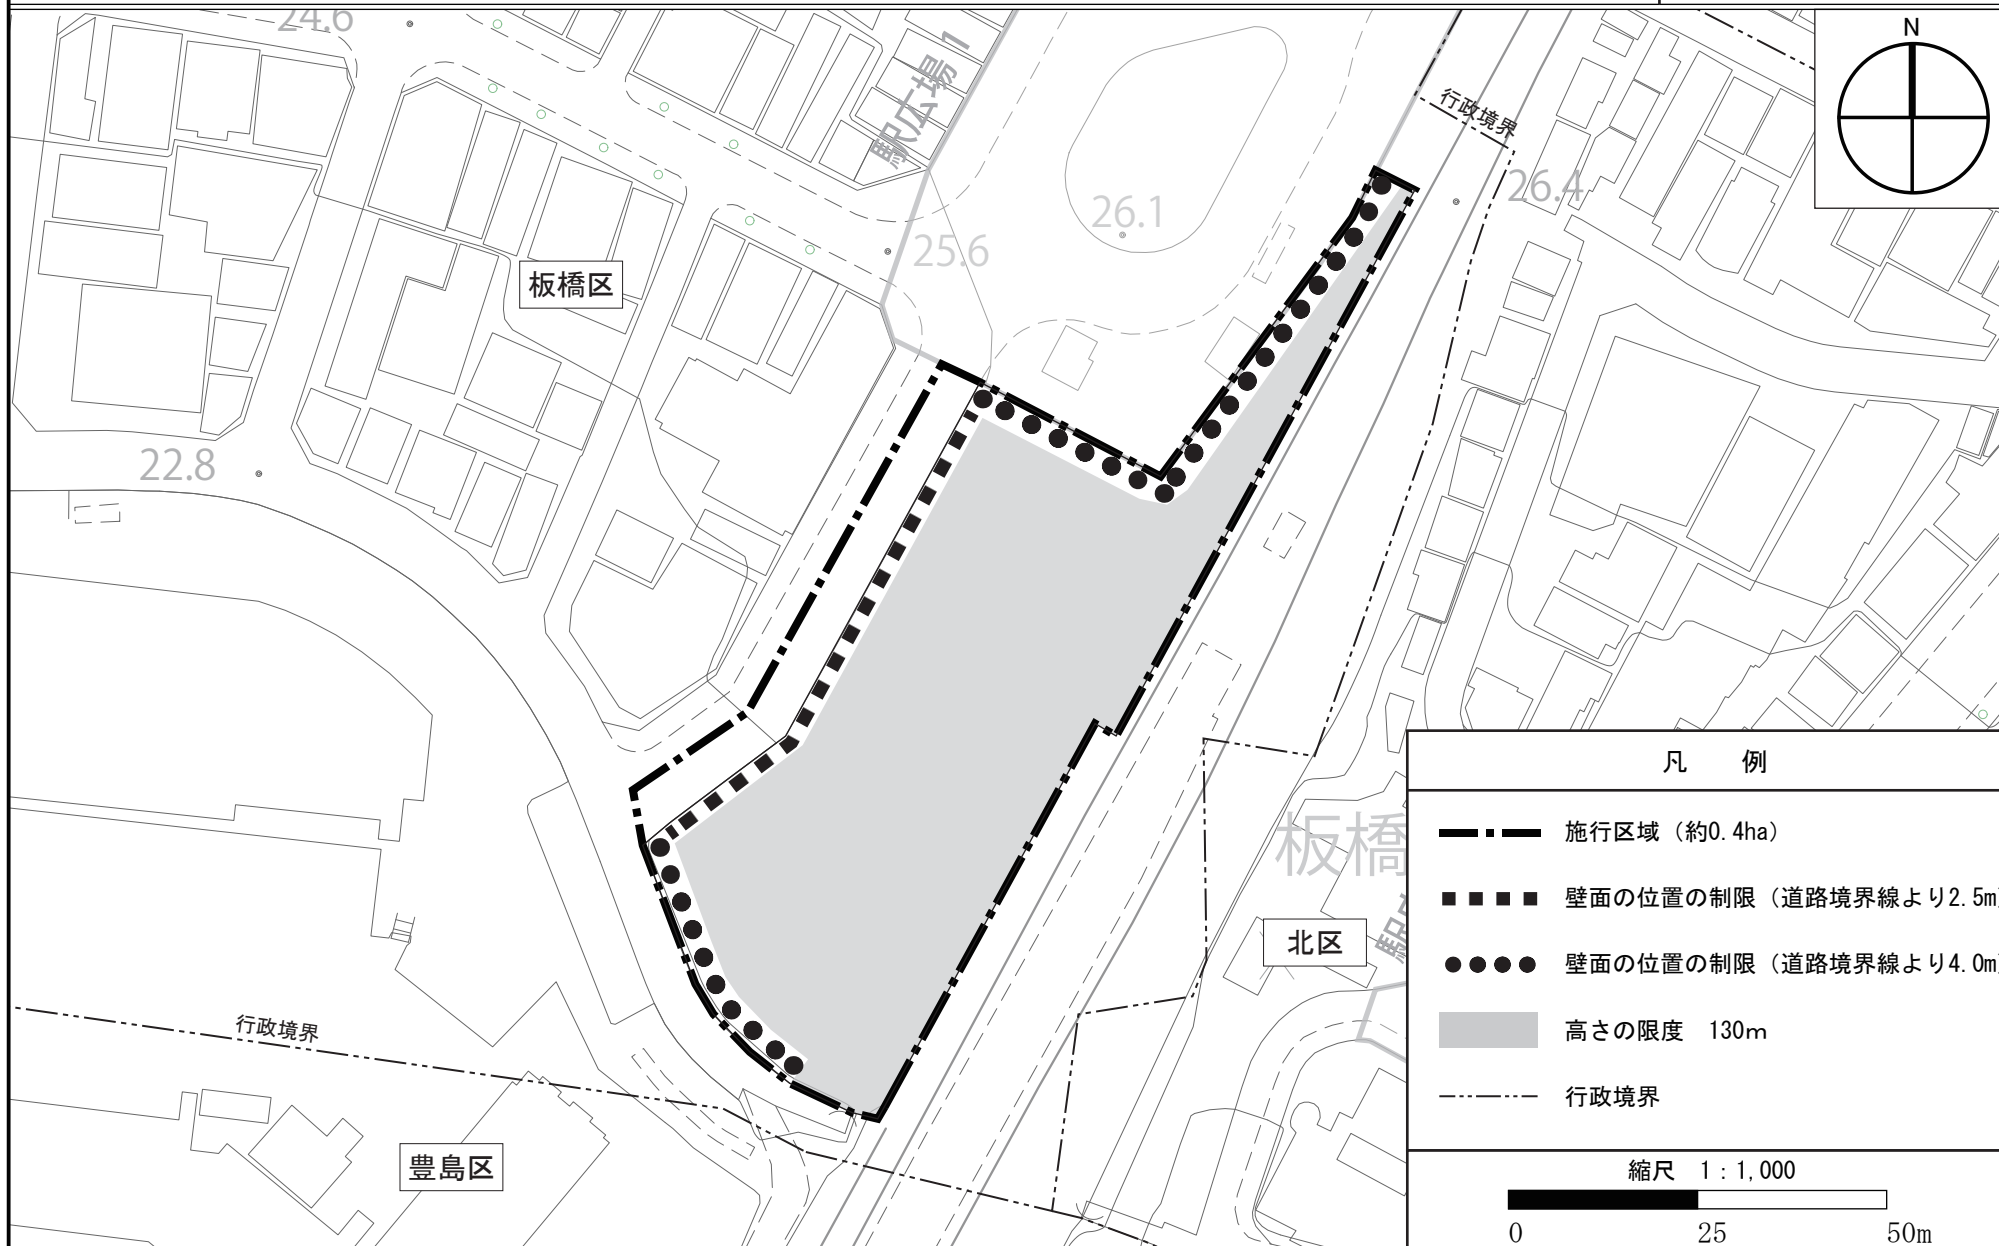 24.6
駅広場1
N
行政境界
26.4
26.1
25.6
板橋区
22.8
凡　例
施行区域（約0.4ha）
壁面の位置の制限（道路境界線より2.5m）
壁面の位置の制限（道路境界線より4.0m）
高さの限度　130m
行政境界
縮尺　1：1,000
0 25 50m
板橋
北区
駅
行政境界
豊島区